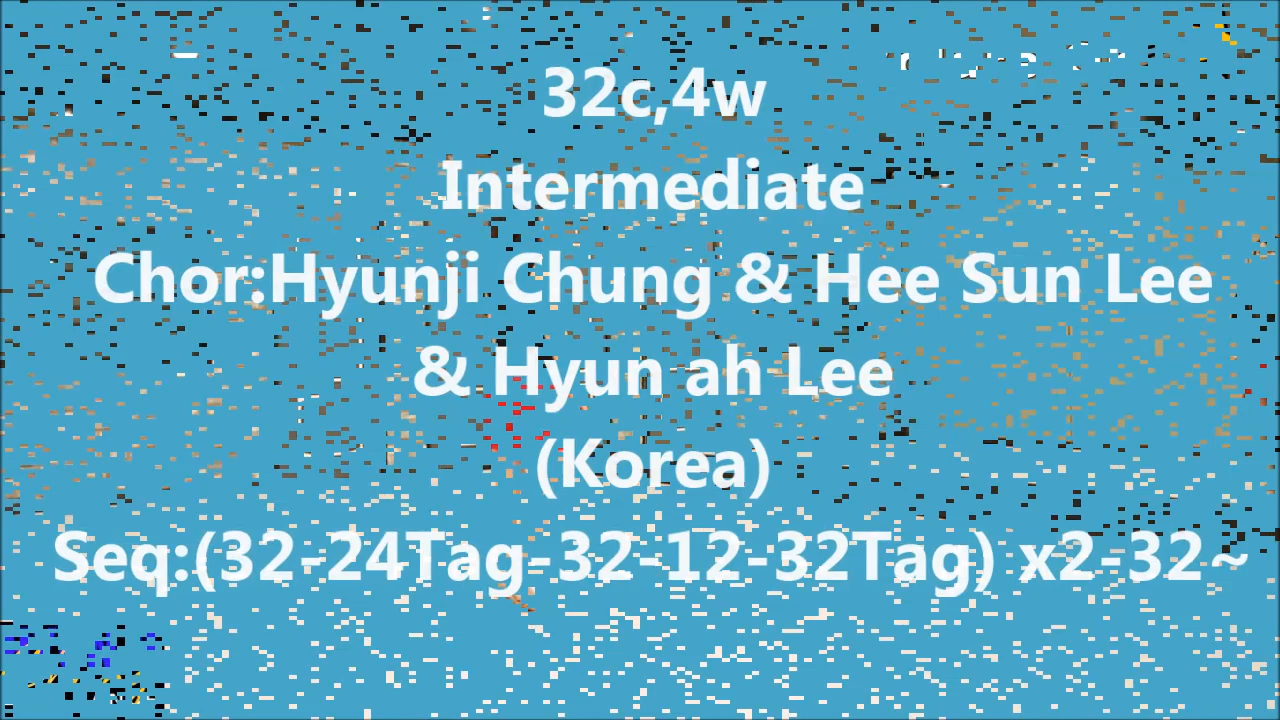 32c,4w
Intermediate
Chor:Hyunji Chung & Hee Sun Lee
& Hyun ah Lee
(Korea)
Seq:(32-24Tag-32-12-32Tag) x2-32~